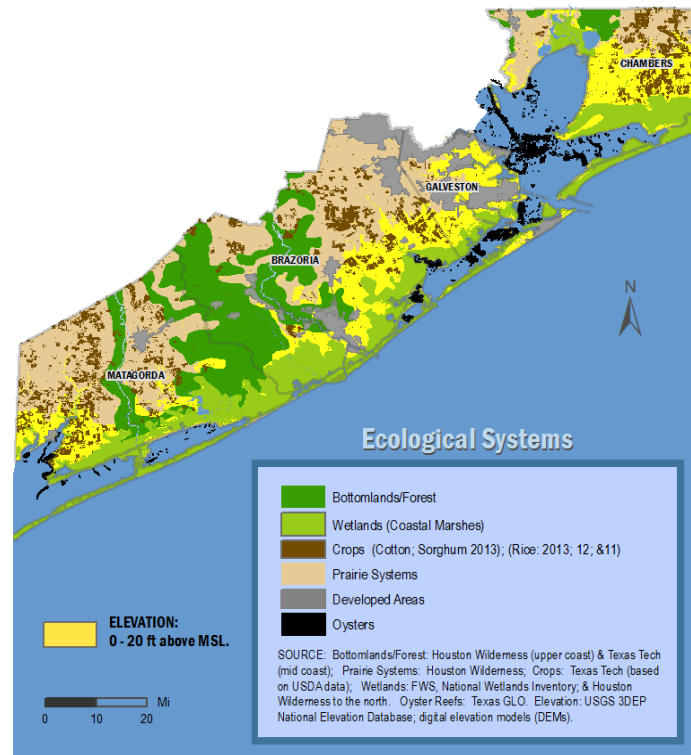 CHAMBERS
GALVESTON
BRAZORIA
N
MATAGORDA
Ecological Systems
Bottomlands/Forest
Wetlands (Coastal Marshes)
Crops (Cotton; Sorghum 2013); (Rice: 2013; 12; &11)
Prairie Systems
Developed Areas
Oysters
SOURCE: Bottomlands/Forest: Houston Wilderness (upper coast) & Texas Tech
(mid coast); Prairie Systems: Houston Wilderness; Crops: Texas Tech (based
on USDA data); Wetlands: FWS, National Wetlands Inventory; & Houston
Wilderness to the north. Oyster Reefs: Texas GLO. Elevation: USGS 3DEP
National Elevation Database; digital elevation models (DEMs).
ELEVATION:
0 - 20 ft above MSL.
Mi
0 10 20